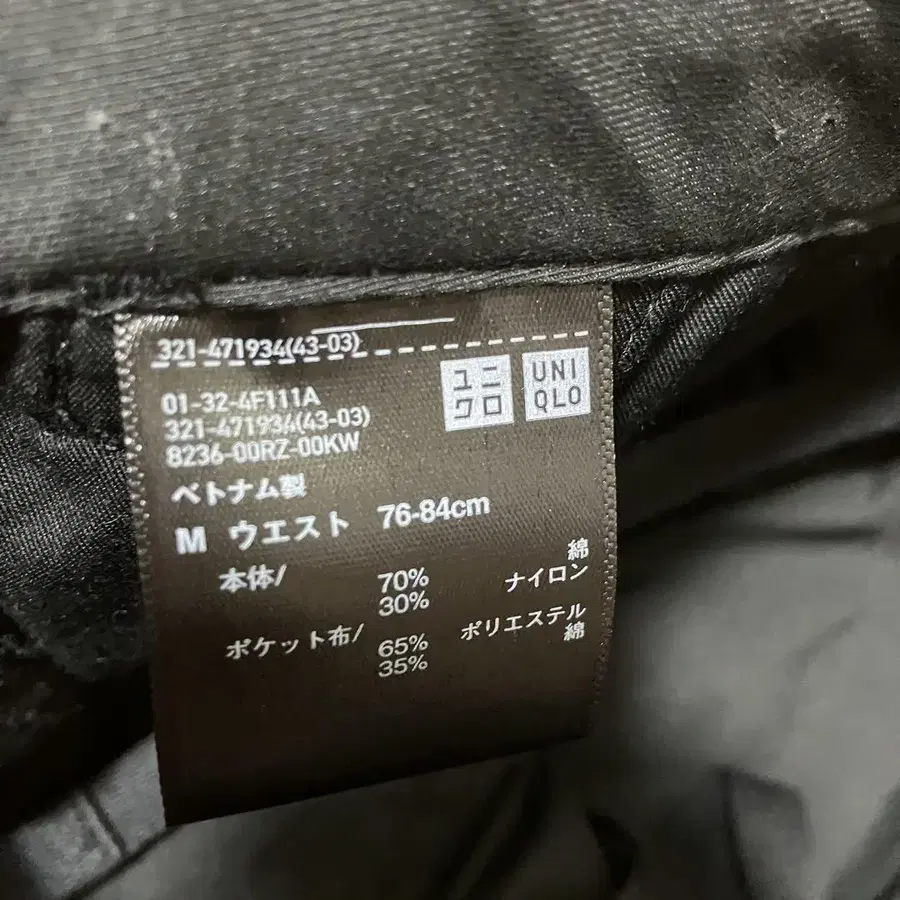 321-471934(43-03)
ユニ
クロ
UNI
QLO
01-32-4F111A
321-471934(43-03)
8236-00RZ-00KW
ベトナム製
M ウエスト 76-84cm
本体/ 70% 綿
30% ナイロン
ポケット布/ 65% ポリエステル
35% 綿